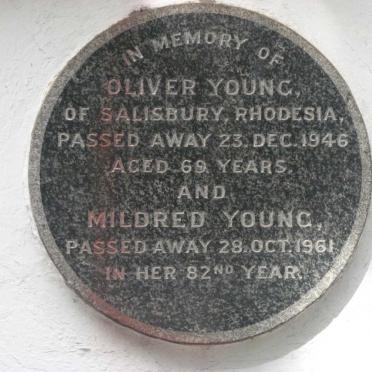 IN MEMORY OF
OLIVER YOUNG,
OF SALISBURY, RHODESIA,
PASSED AWAY 23.DEC.1946
AGED 69 YEARS.
AND
MILDRED YOUNG,
PASSED AWAY 28.OCT.1961
IN HER 82ND YEAR.